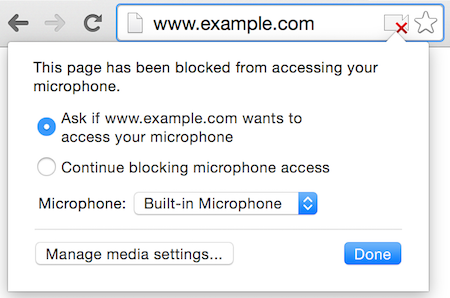 www.example.com
This page has been blocked from accessing your
microphone.
Ask if www.example.com wants to
access your microphone
Continue blocking microphone access
Microphone: Built-in Microphone
Manage media settings... Done